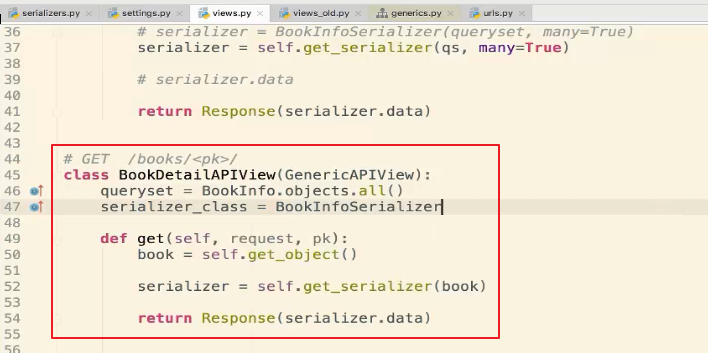 serializers.py settings.py views.py views_old.py generics.py urls.py
36 # serializer = BookInfoSerializer(queryset, many=True)
37 serializer = self.get_serializer(qs, many=True)
38
39 # serializer.data
40
41 return Response(serializer.data)
42
43
44 # GET /books/<pk>/
45 class BookDetailAPIView(GenericAPIView):
46 queryset = BookInfo.objects.all()
47 serializer_class = BookInfoSerializer
48
49 def get(self, request, pk):
50 book = self.get_object()
51
52 serializer = self.get_serializer(book)
53
54 return Response(serializer.data)
55
56